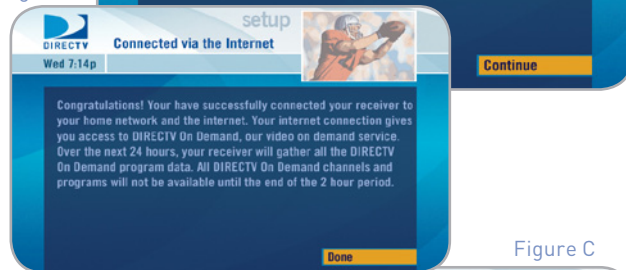 setup
DIRECTV
Connected via the Internet
Wed 7:14p
Continue
Congratulations! Your have successfully connected your receiver to
your home network and the internet. Your internet connection gives
you access to DIRECTV On Demand, our video on demand service.
Over the next 24 hours, your receiver will gather all the DIRECTV
On Demand program data. All DIRECTV On Demand channels and
programs will not be available until the end of the 2 hour period.
Done
Figure C